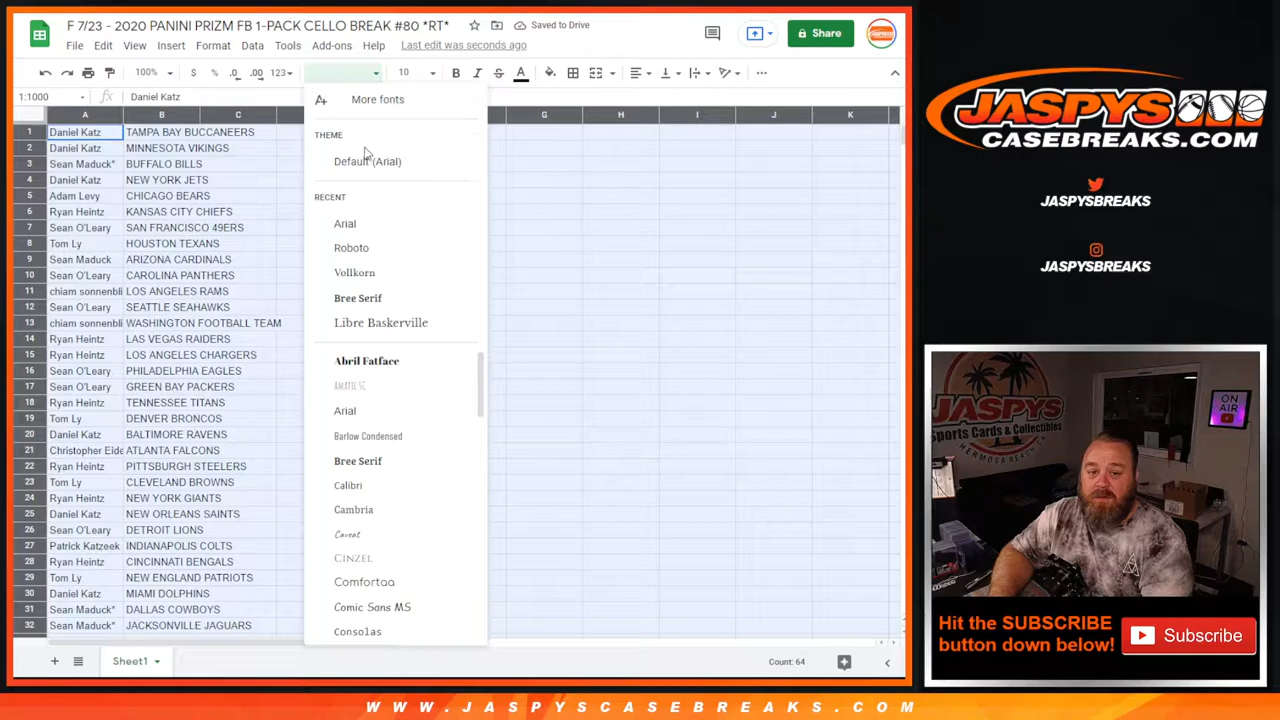 F 7/23 - 2020 PANINI PRIZM FB 1-PACK CELLO BREAK #80 *RT*
Saved to Drive
Share
File Edit View Insert Format Data Tools Add-ons Help Last edit was seconds ago
100% $ % .0 .00 123 10 B I S A
1:1000 fx Daniel Katz
A B C G H I J K
1 Daniel Katz TAMPA BAY BUCCANEERS
2 Daniel Katz MINNESOTA VIKINGS
3 Sean Maduck* BUFFALO BILLS
4 Daniel Katz NEW YORK JETS
5 Adam Levy CHICAGO BEARS
6 Ryan Heintz KANSAS CITY CHIEFS
7 Sean O'Leary SAN FRANCISCO 49ERS
8 Tom Ly HOUSTON TEXANS
9 Sean Maduck ARIZONA CARDINALS
10 Sean O'Leary CAROLINA PANTHERS
11 chiam sonnenbli LOS ANGELES RAMS
12 Sean O'Leary SEATTLE SEAHAWKS
13 chiam sonnenbli WASHINGTON FOOTBALL TEAM
14 Ryan Heintz LAS VEGAS RAIDERS
15 Ryan Heintz LOS ANGELES CHARGERS
16 Sean O'Leary PHILADELPHIA EAGLES
17 Sean O'Leary GREEN BAY PACKERS
18 Ryan Heintz TENNESSEE TITANS
19 Tom Ly DENVER BRONCOS
20 Daniel Katz BALTIMORE RAVENS
21 Christopher Eide ATLANTA FALCONS
22 Ryan Heintz PITTSBURGH STEELERS
23 Tom Ly CLEVELAND BROWNS
24 Ryan Heintz NEW YORK GIANTS
25 Daniel Katz NEW ORLEANS SAINTS
26 Sean O'Leary DETROIT LIONS
27 Patrick Katzeek INDIANAPOLIS COLTS
28 Ryan Heintz CINCINNATI BENGALS
29 Tom Ly NEW ENGLAND PATRIOTS
30 Daniel Katz MIAMI DOLPHINS
31 Sean Maduck* DALLAS COWBOYS
32 Sean Maduck* JACKSONVILLE JAGUARS
More fonts
THEME
Default (Arial)
RECENT
Arial
Roboto
Vollkorn
Bree Serif
Libre Baskerville
Abril Fatface
AMATIC SC
Arial
Barlow Condensed
Bree Serif
Calibri
Cambria
Caveat
CINZEL
Comfortaa
Comic Sans MS
Consolas
Sheet1
Count: 64
JASPYS
CASEBREAKS.COM
JASPYSBREAKS
JASPYSBREAKS
JASPYS
Sports Cards & Collectibles
HERMOSA BEACH
ON
AIR
Hit the SUBSCRIBE
button down below!
Subscribe
WWW.JASPYSCASEBREAKS.COM